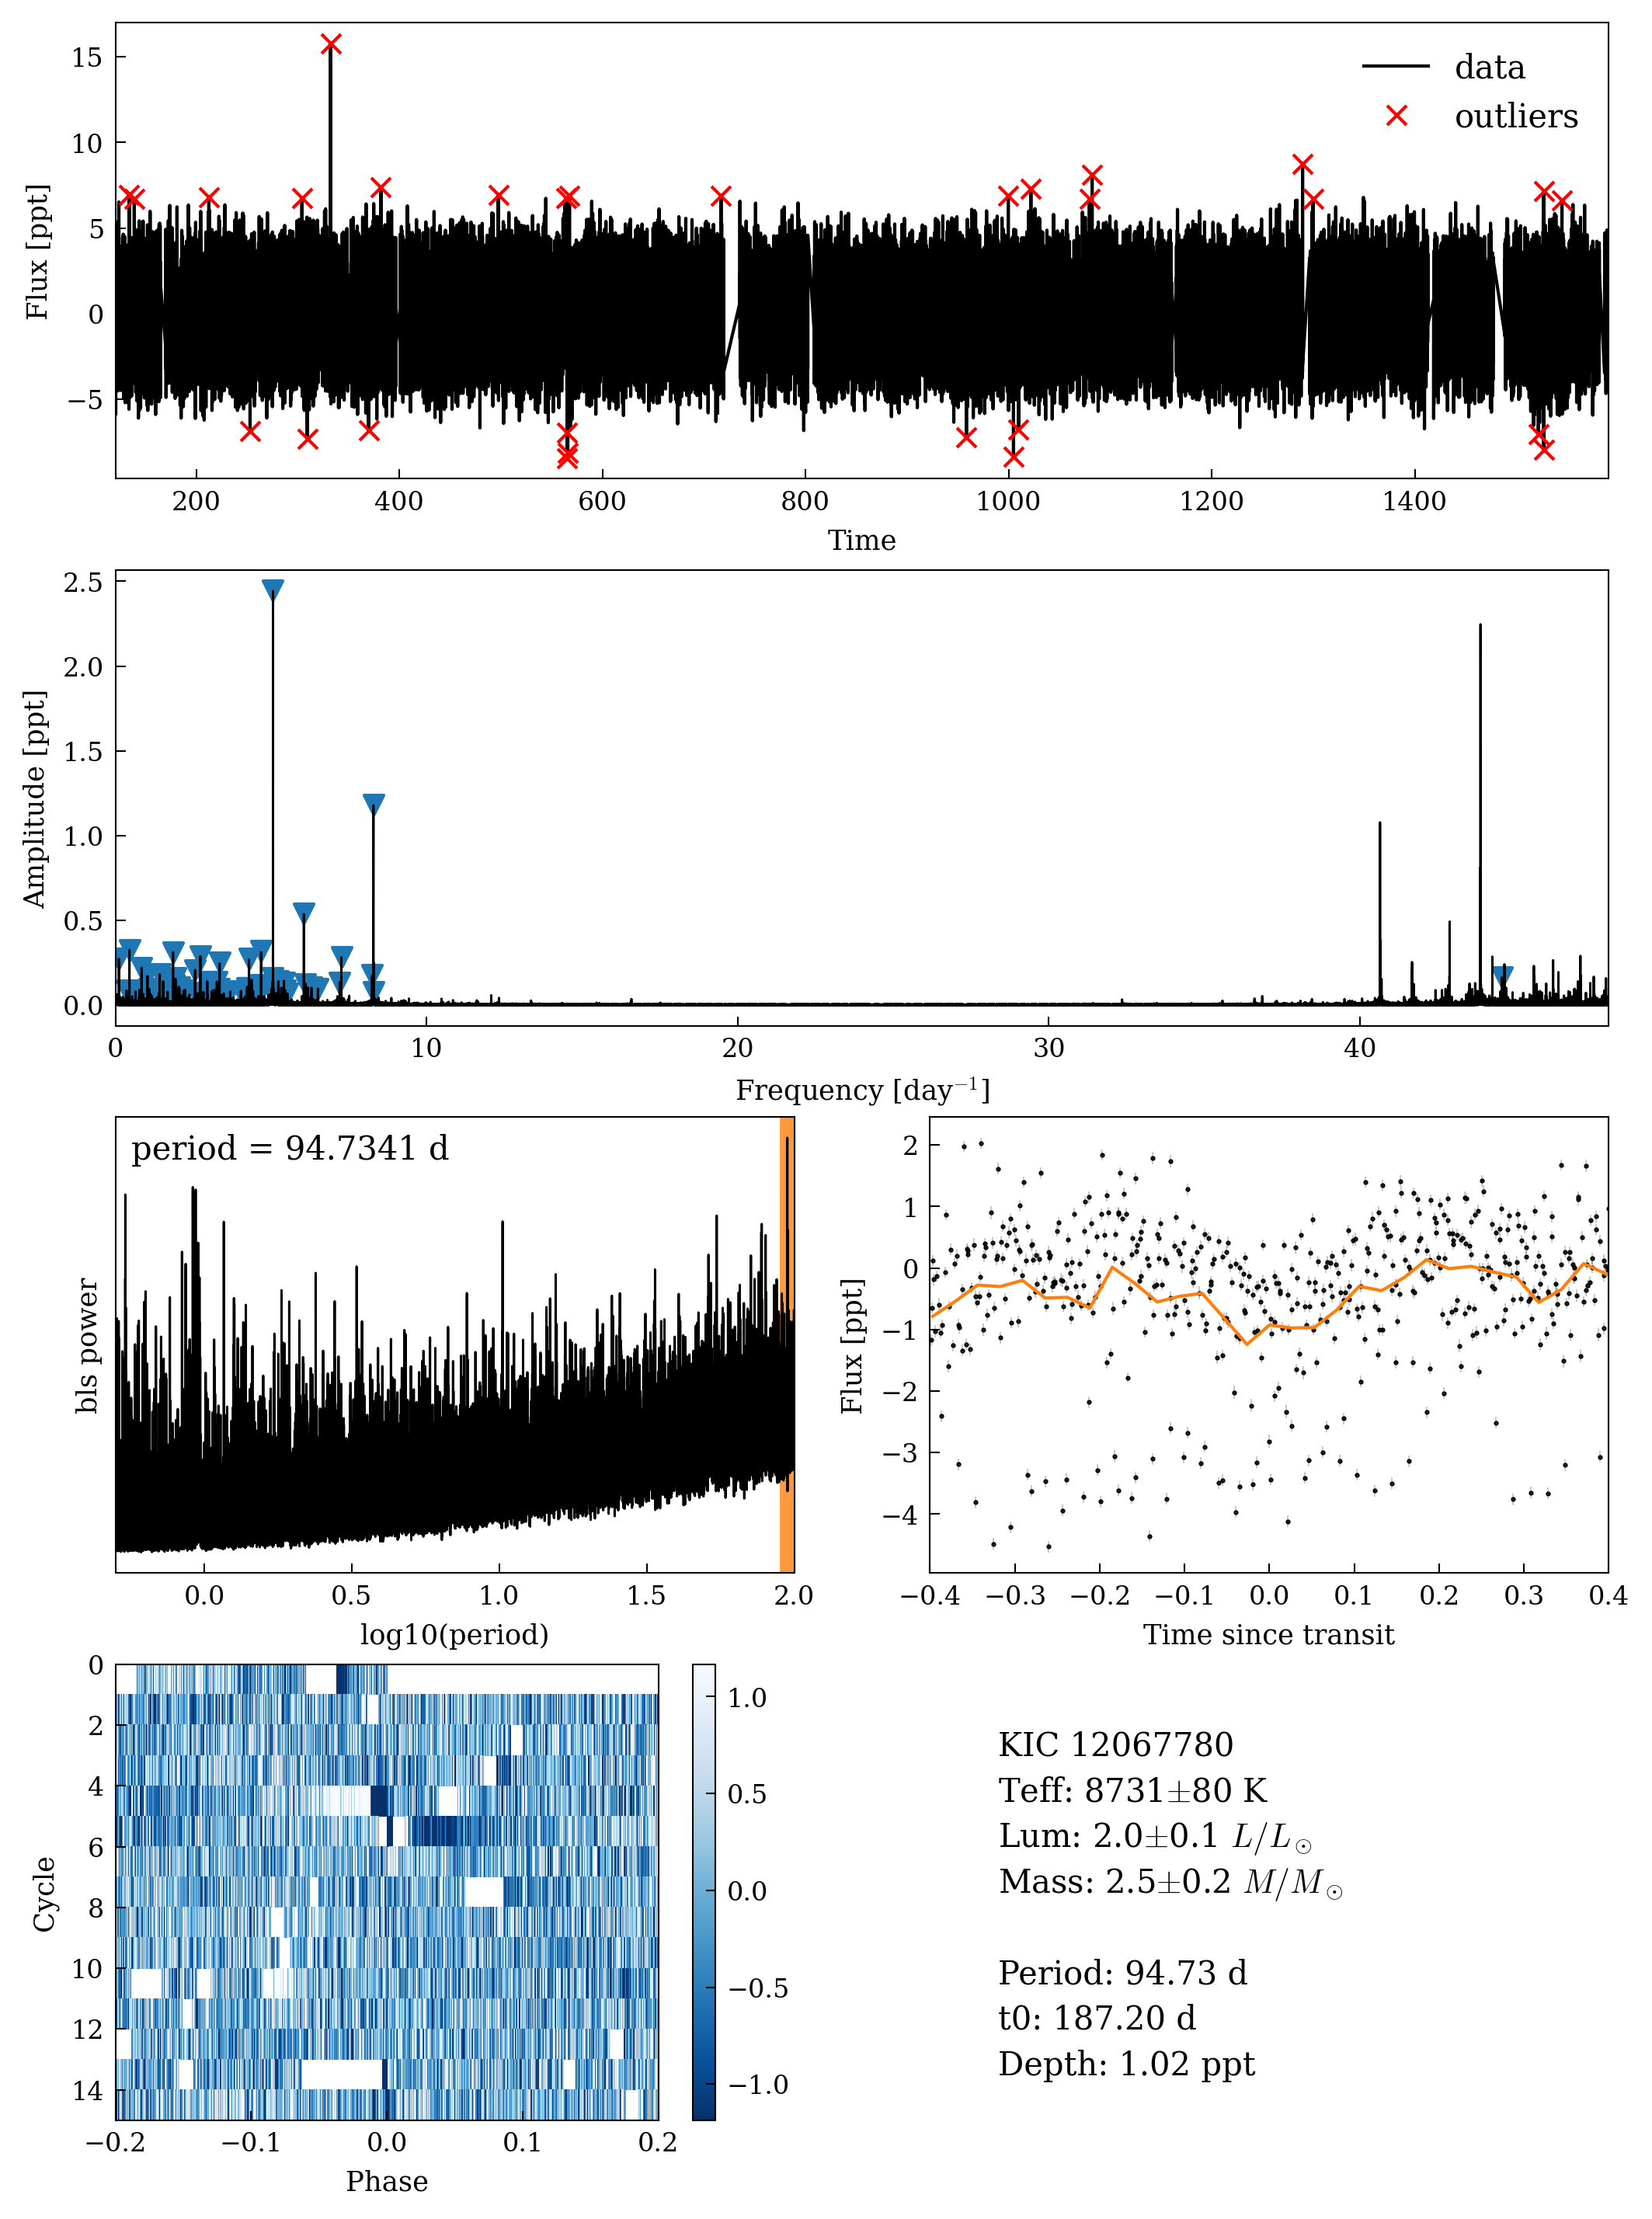 data
outliers
15
10
5
0
−5
Flux [ppt]
200 400 600 800 1000 1200 1400
Time
2.5
2.0
1.5
1.0
0.5
0.0
Amplitude [ppt]
0 10 20 30 40
Frequency [day⁻¹]
period = 94.7341 d
bls power
0.0 0.5 1.0 1.5 2.0
log10(period)
2
1
0
−1
−2
−3
−4
Flux [ppt]
−0.4 −0.3 −0.2 −0.1 0.0 0.1 0.2 0.3 0.4
Time since transit
0
2
4
6
8
10
12
14
Cycle
−0.2 −0.1 0.0 0.1 0.2
Phase
1.0
0.5
0.0
−0.5
−1.0
KIC 12067780
Teff: 8731±80 K
Lum: 2.0±0.1 L/L☉
Mass: 2.5±0.2 M/M☉
Period: 94.73 d
t0: 187.20 d
Depth: 1.02 ppt